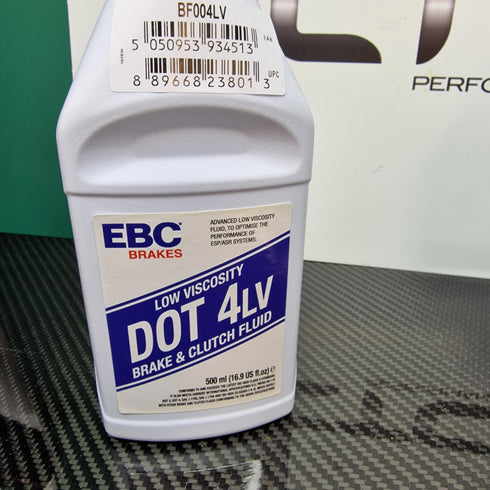 BF004LV
5 050953 934513
EAN
8 89668 23801 3
UPC
PERFO
EBC
BRAKES
ADVANCED LOW VISCOSITY
FLUID, TO OPTIMISE THE
PERFORMANCE OF
ESP/ASR SYSTEMS.
LOW VISCOSITY
DOT 4LV
BRAKE & CLUTCH FLUID
500 ml (16.9 US fl.oz) e